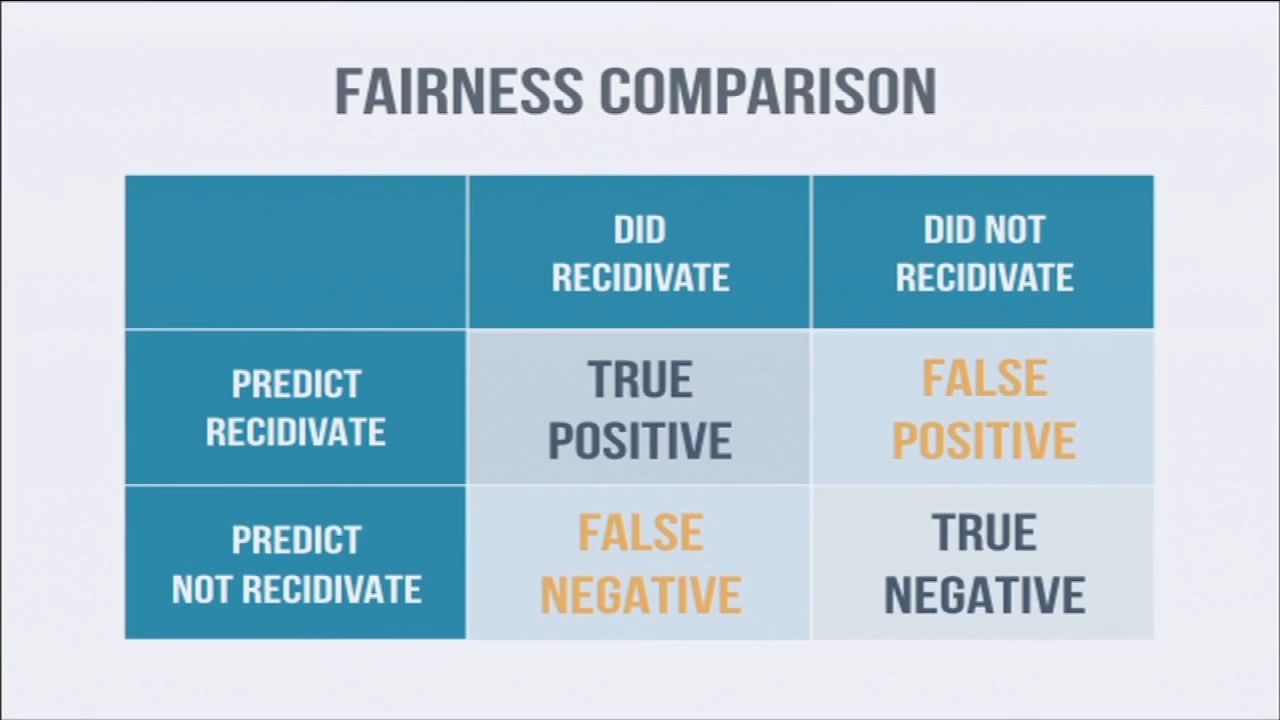 FAIRNESS COMPARISON
DID
RECIDIVATE
DID NOT
RECIDIVATE
PREDICT
RECIDIVATE
TRUE
POSITIVE
FALSE
POSITIVE
PREDICT
NOT RECIDIVATE
FALSE
NEGATIVE
TRUE
NEGATIVE